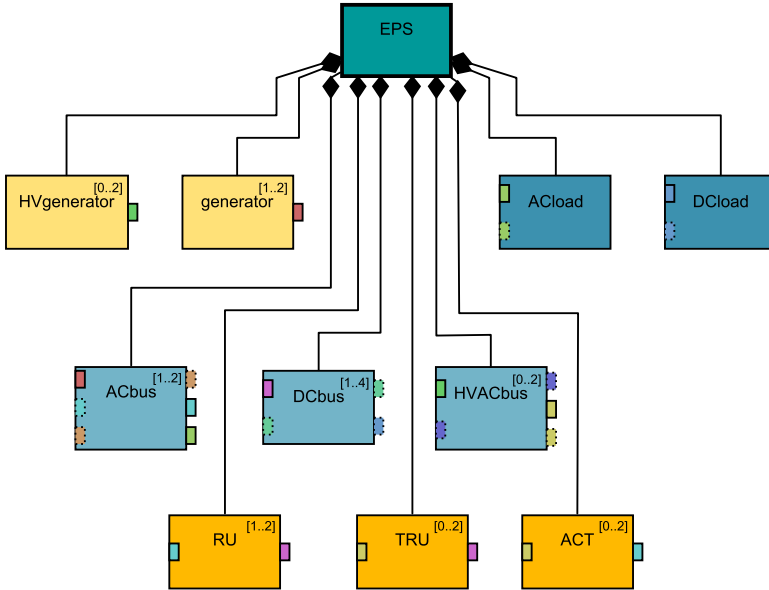 EPS
[0..2]
HVgenerator
[1..2]
generator
ACload
DCload
[1..2]
ACbus
[1..4]
DCbus
[0..2]
HVACbus
[1..2]
RU
[0..2]
TRU
[0..2]
ACT